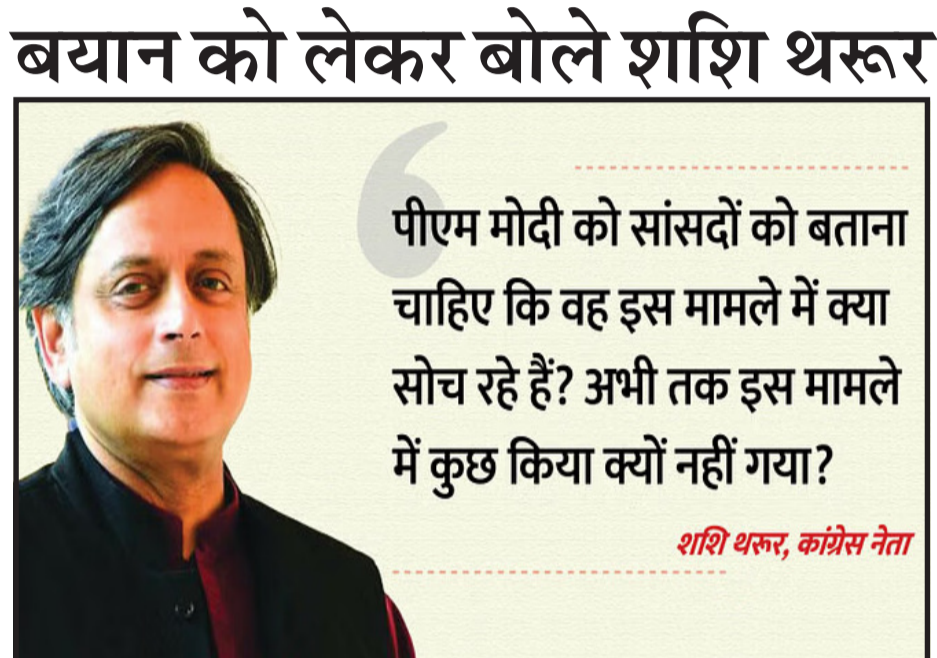 बयान को लेकर बोले शशि थरूर
पीएम मोदी को सांसदों को बताना
चाहिए कि वह इस मामले में क्या
सोच रहे हैं? अभी तक इस मामले
में कुछ किया क्यों नहीं गया?
शशि थरूर, कांग्रेस नेता